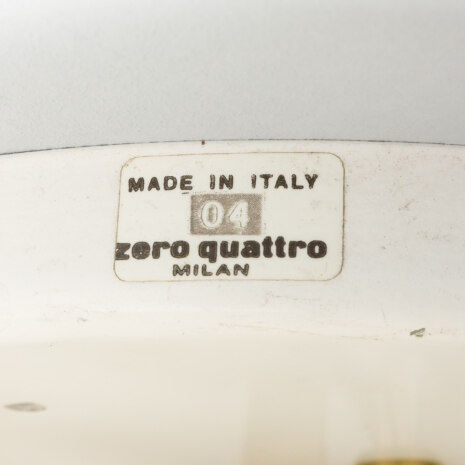 MADE IN ITALY
04
zero quattro
MILAN